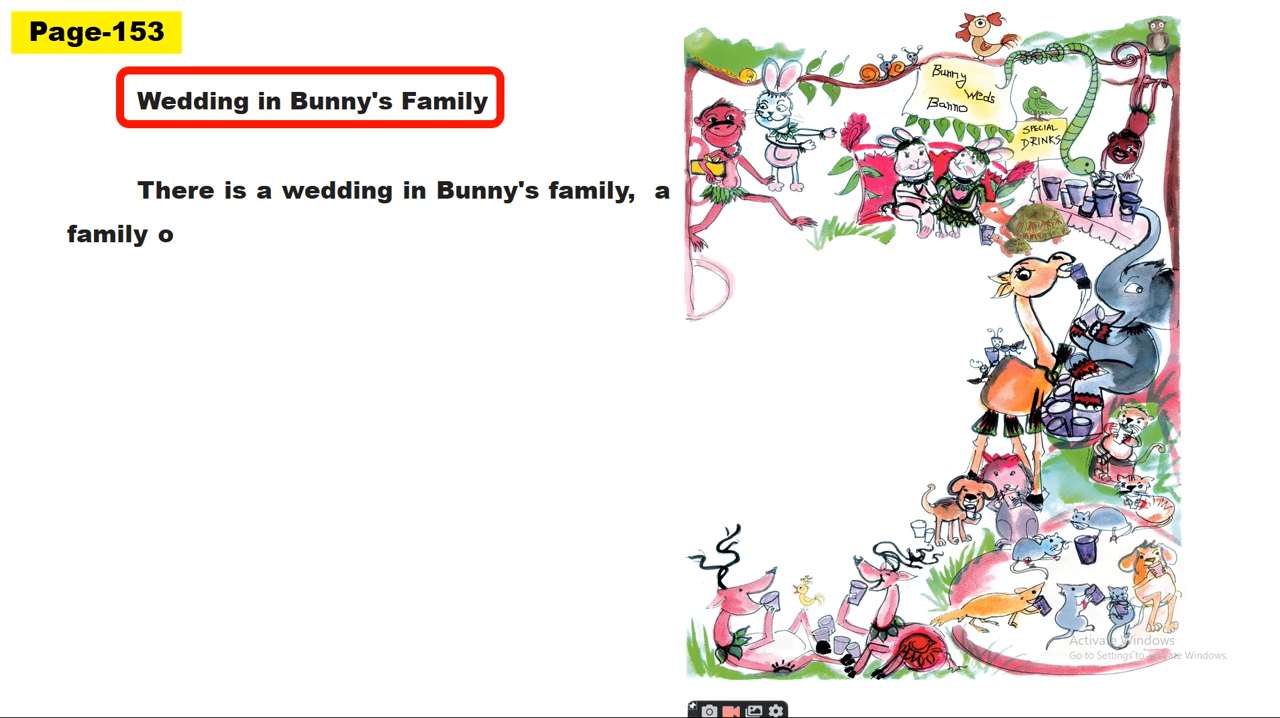 Page-153
Wedding in Bunny's Family
There is a wedding in Bunny's family, a
family o
Bunny
weds
Banno
SPECIAL
DRINKS
Activate Windows
Go to Settings to activate Windows.